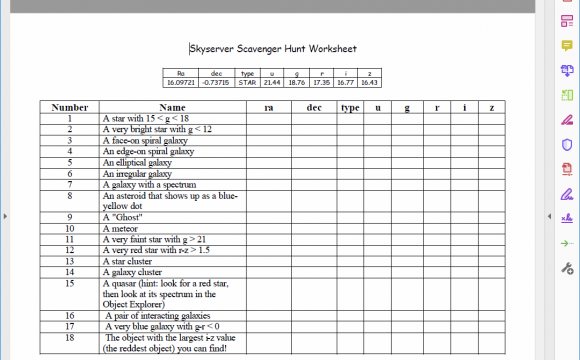 Skyserver Scavenger Hunt Worksheet
Ra dec type u g r i z
16.09721 -0.73715 STAR 21.44 18.76 17.35 16.77 16.43
Number Name ra dec type u g r i z
1 A star with 15 < g < 18
2 A very bright star with g < 12
3 A face-on spiral galaxy
4 An edge-on spiral galaxy
5 An elliptical galaxy
6 An irregular galaxy
7 A galaxy with a spectrum
8 An asteroid that shows up as a blue-
yellow dot
9 A "Ghost"
10 A meteor
11 A very faint star with g > 21
12 A very red star with r-z > 1.5
13 A star cluster
14 A galaxy cluster
15 A quasar (hint: look for a red star,
then look at its spectrum in the
Object Explorer)
16 A pair of interacting galaxies
17 A very blue galaxy with g-r < 0
18 The object with the largest i-z value
(the reddest object) you can find!